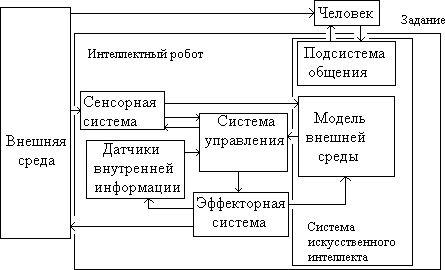 Человек
Задание
Интеллектный робот
Подсистема
общения
Сенсорная
система
Система
управления
Модель
внешней
среды
Внешняя
среда
Датчики
внутренней
информации
Эффекторная
система
Система
искусственного
интеллекта